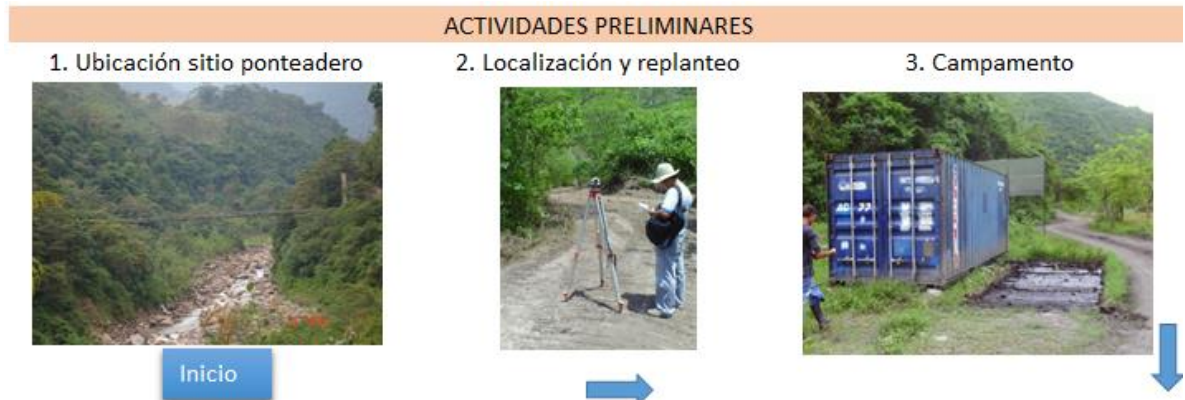 ACTIVIDADES PRELIMINARES
1. Ubicación sitio ponteadero
2. Localización y replanteo
3. Campamento
Inicio